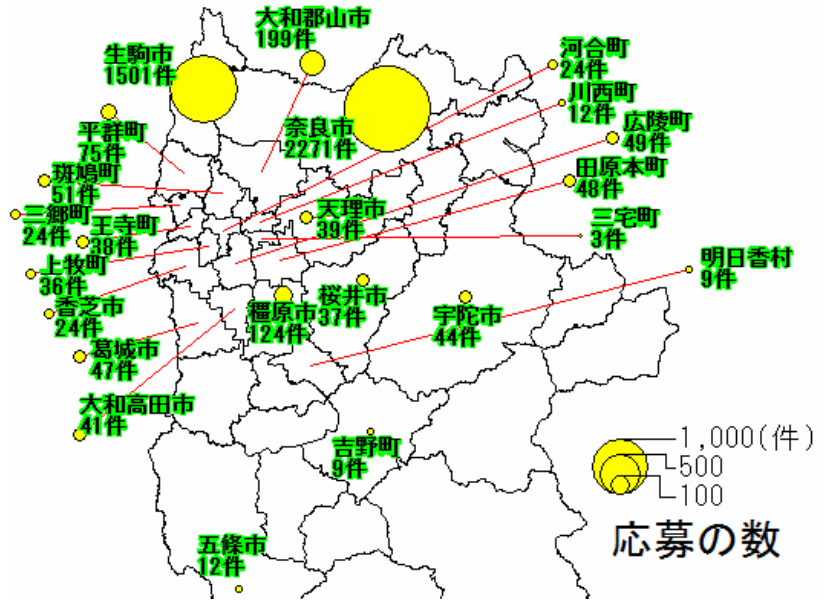 大和郡山市
199件
生駒市
1501件
河合町
24件
川西町
12件
平群町
75件
奈良市
2271件
広陵町
49件
斑鳩町
51件
田原本町
48件
三郷町
24件
王寺町
38件
天理市
39件
三宅町
3件
上牧町
36件
明日香村
9件
香芝市
24件
橿原市
124件
桜井市
37件
宇陀市
44件
葛城市
47件
大和高田市
41件
吉野町
9件
五條市
12件
1,000(件)
500
100
応募の数